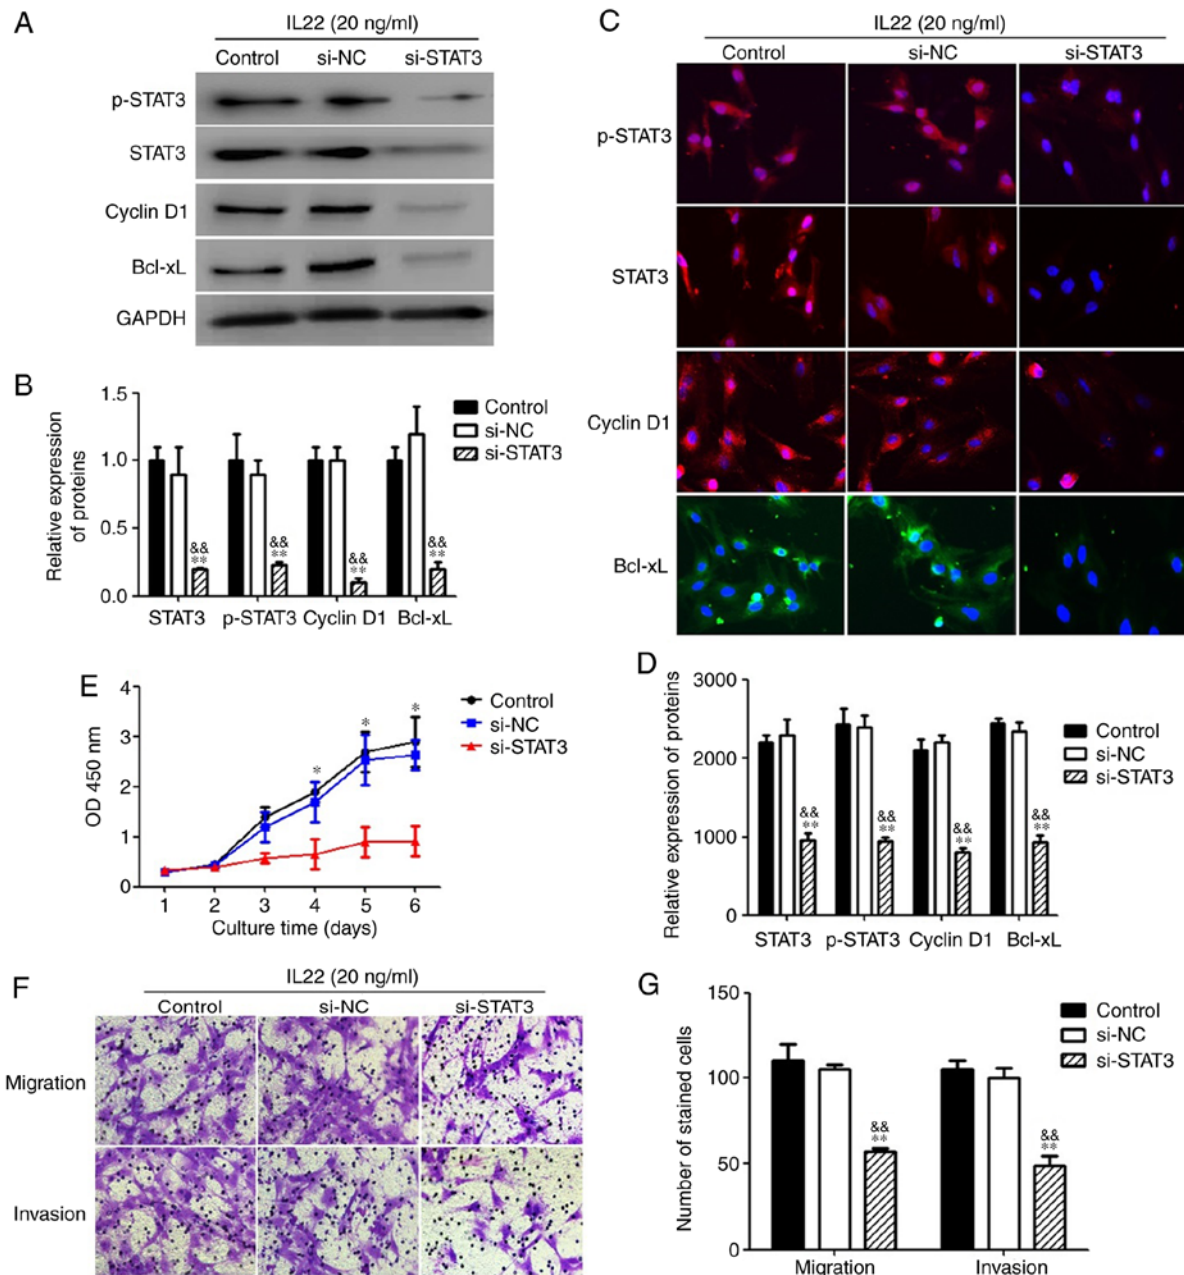 A
IL22 (20 ng/ml)
Control si-NC si-STAT3
p-STAT3
STAT3
Cyclin D1
Bcl-xL
GAPDH
B
Relative expression
of proteins
1.5
1.0
0.5
0.0
Control
si-NC
si-STAT3
&& && && &&
** ** ** **
STAT3 p-STAT3 Cyclin D1 Bcl-xL
C
IL22 (20 ng/ml)
Control si-NC si-STAT3
p-STAT3
STAT3
Cyclin D1
Bcl-xL
D
Relative expression of proteins
3000
2000
1000
0
Control
si-NC
si-STAT3
&& && && &&
** ** ** **
STAT3 p-STAT3 Cyclin D1 Bcl-xL
E
OD 450 nm
4
3
2
1
0
* * *
Control
si-NC
si-STAT3
1 2 3 4 5 6
Culture time (days)
F
IL22 (20 ng/ml)
Control si-NC si-STAT3
Migration
Invasion
G
Number of stained cells
150
100
50
0
Control
si-NC
si-STAT3
&& &&
** **
Migration Invasion